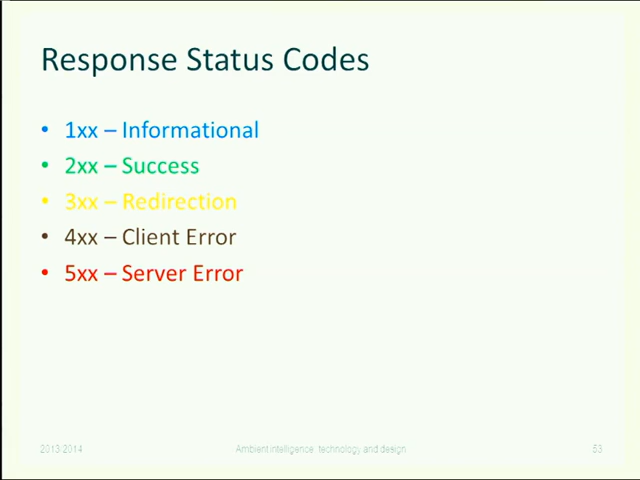 Response Status Codes
• 1xx – Informational
• 2xx – Success
• 3xx – Redirection
• 4xx – Client Error
• 5xx – Server Error
2013/2014 Ambient intelligence: technology and design 53